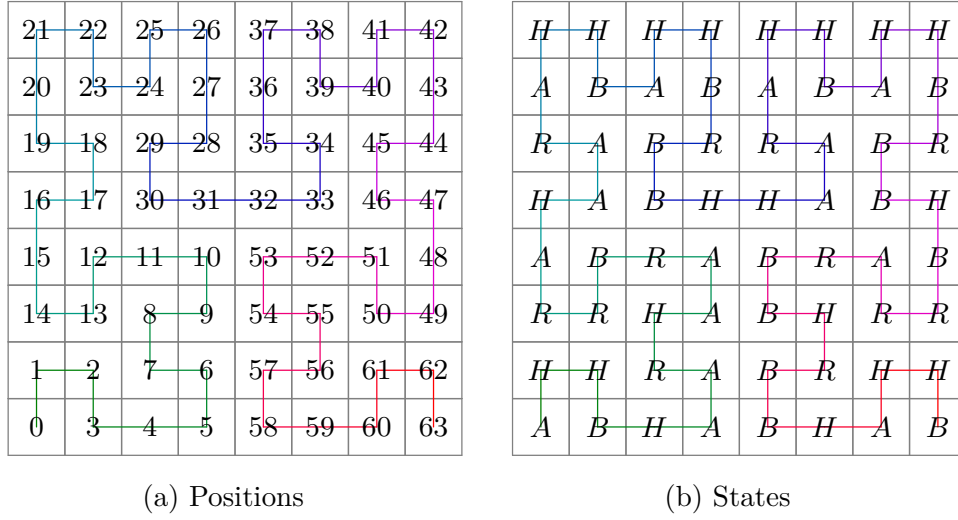 21 22 25 26 37 38 41 42
20 23 24 27 36 39 40 43
19 18 29 28 35 34 45 44
16 17 30 31 32 33 46 47
15 12 11 10 53 52 51 48
14 13 8 9 54 55 50 49
1 2 7 6 57 56 61 62
0 3 4 5 58 59 60 63
(a) Positions
H H H H H H H H
A B A B A B A B
R A B R R A B R
H A B H H A B H
A B R A B R A B
R R H A B H R R
H H R A B R H H
A B H A B H A B
(b) States